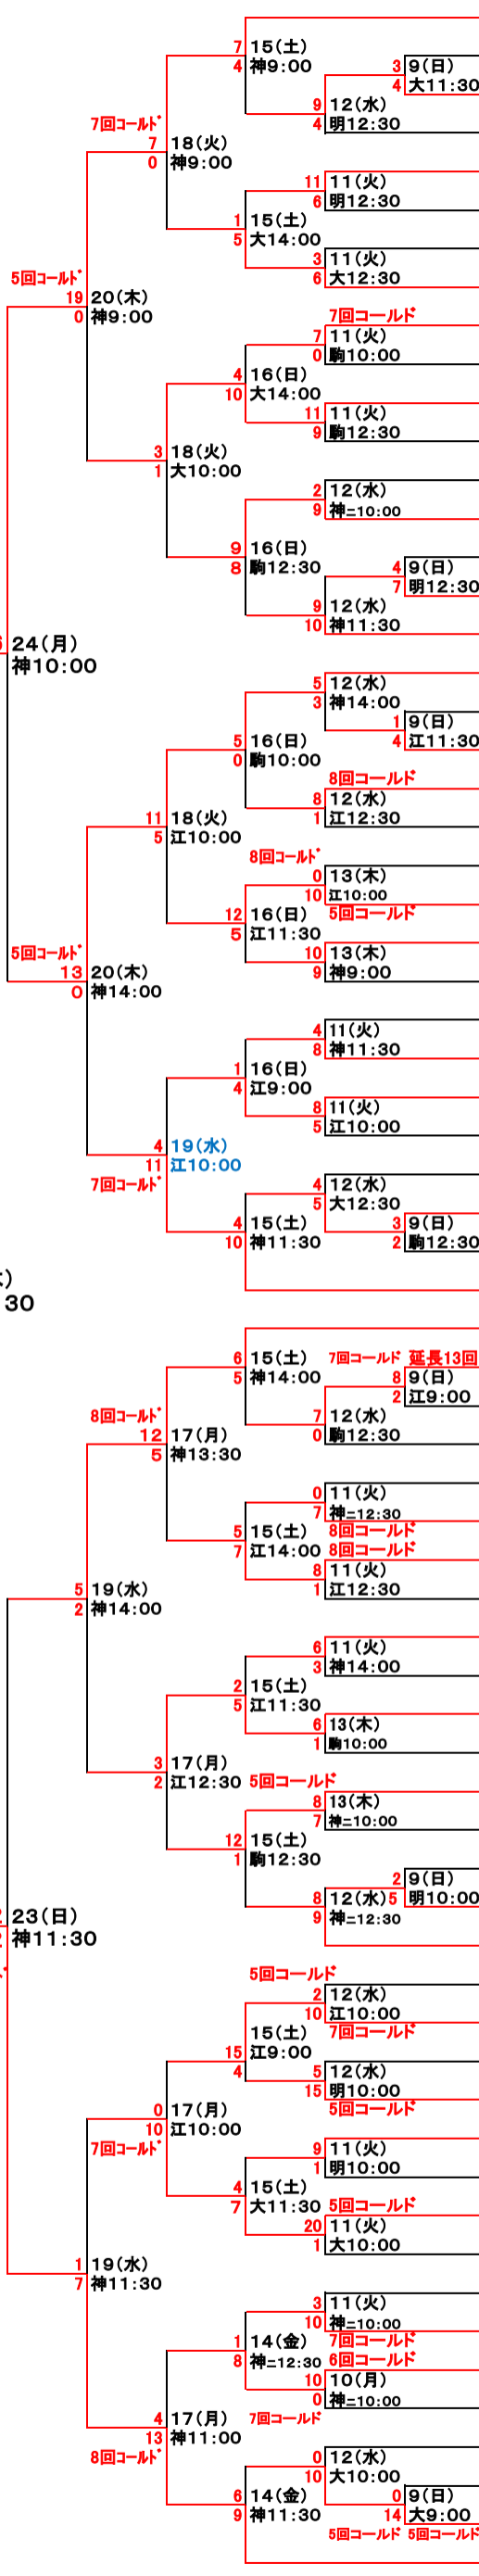 7 15(土)
4 神9:00
3 9(日)
4 大11:30
9 12(水)
4 明12:30
7回コールド
7 18(火)
0 神9:00
11 11(火)
6 明12:30
1 15(土)
5 大14:00
3 11(火)
6 大12:30
5回コールド
19 20(木)
0 神9:00
7回コールド
7 11(火)
0 駒10:00
4 16(日)
10 大14:00
11 11(火)
9 駒12:30
3 18(火)
1 大10:00
2 12(水)
9 神ニ10:00
9 16(日)
8 駒12:30
4 9(日)
7 明12:30
9 12(水)
10 神11:30
24(月)
神10:00
5 12(水)
3 神14:00
1 9(日)
4 江11:30
5 16(日)
0 駒10:00
8回コールド
8 12(水)
1 江12:30
11 18(火)
5 江10:00
8回コールド
0 13(木)
10 江10:00
5回コールド
12 16(日)
5 江11:30
10 13(木)
9 神9:00
5回コールド
13 20(木)
0 神14:00
4 11(火)
8 神11:30
1 16(日)
4 江9:00
8 11(火)
5 江10:00
4 19(水)
11 江10:00
7回コールド
4 12(水)
5 大12:30
4 15(土)
10 神11:30
3 9(日)
2 駒12:30
)
30
6 15(土)
5 神14:00
7回コールド 延長13回
8 9(日)
2 江9:00
7 12(水)
0 駒12:30
8回コールド
12 17(月)
5 神13:30
0 11(火)
7 神ニ12:30
8回コールド
5 15(土)
7 江14:00
8回コールド
8 11(火)
1 江12:30
5 19(水)
2 神14:00
6 11(火)
3 神14:00
2 15(土)
5 江11:30
6 13(木)
1 駒10:00
3 17(月)
2 江12:30
5回コールド
8 13(木)
7 神ニ10:00
12 15(土)
1 駒12:30
2 9(日)
5 明10:00
8 12(水)
9 神ニ12:30
23(日)
神11:30
5回コールド
2 12(水)
10 江10:00
7回コールド
15 15(土)
4 江9:00
5 12(水)
15 明10:00
5回コールド
0 17(月)
10 江10:00
7回コールド
9 11(火)
1 明10:00
4 15(土)
7 大11:30
5回コールド
20 11(火)
1 大10:00
1 19(水)
7 神11:30
3 11(火)
10 神ニ10:00
7回コールド
1 14(金)
8 神ニ12:30
6回コールド
10 10(月)
0 神ニ10:00
7回コールド
4 17(月)
13 神11:00
8回コールド
0 12(水)
10 大10:00
6 14(金)
9 神11:30
0 9(日)
14 大9:00
5回コールド 5回コールド